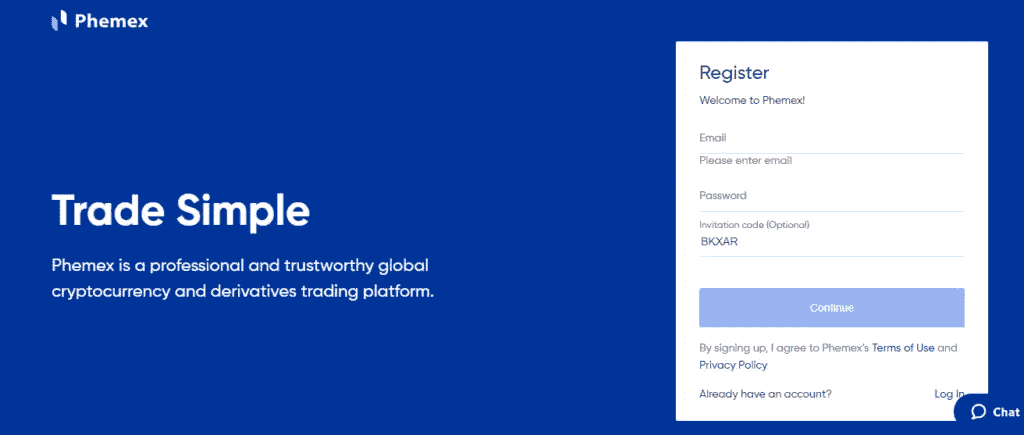 Phemex
Register
Welcome to Phemex!
Email
Please enter email
Password
Invitation code (Optional)
BKXAR
Trade Simple
Phemex is a professional and trustworthy global
cryptocurrency and derivatives trading platform.
Continue
By signing up, I agree to Phemex's Terms of Use and
Privacy Policy
Already have an account? Log In
Chat